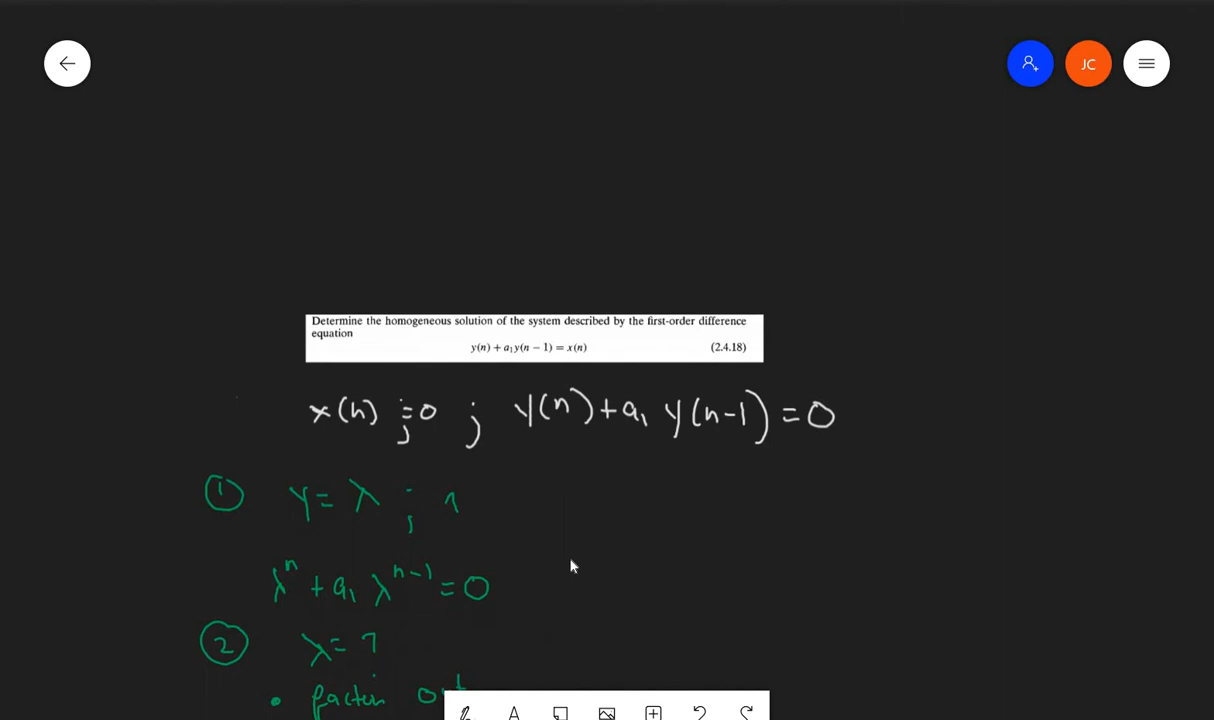 JC
Determine the homogeneous solution of the system described by the first-order difference
equation
y(n) + a₁y(n − 1) = x(n) (2.4.18)
x(n) = 0 ; y(n) + a₁ y(n-1) = 0
① y = λ ;
λⁿ + a₁ λⁿ⁻¹ = 0
② λ = ?
• factor out